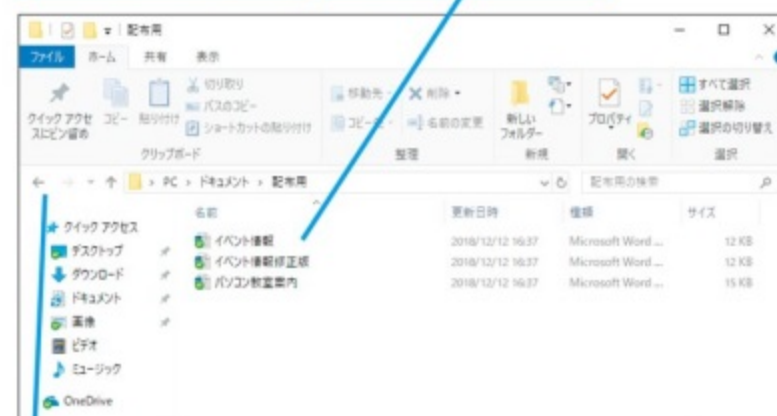 配布用
ファイル ホーム 共有 表示
クイック アクセスにピン留め
コピー
貼り付け
切り取り
パスのコピー
ショートカットの貼り付け
クリップボード
移動先
コピー先
削除
名前の変更
整理
新しいフォルダー
新規
プロパティ
開く
すべて選択
選択解除
選択の切り替え
選択
PC > ドキュメント > 配布用
配布用の検索
名前 更新日時 種類 サイズ
イベント情報 2018/12/12 16:37 Microsoft Word ... 12 KB
イベント情報修正版 2018/12/12 16:37 Microsoft Word ... 12 KB
パソコン教室案内 2018/12/12 16:37 Microsoft Word ... 15 KB
クイック アクセス
デスクトップ
ダウンロード
ドキュメント
画像
ビデオ
ミュージック
OneDrive